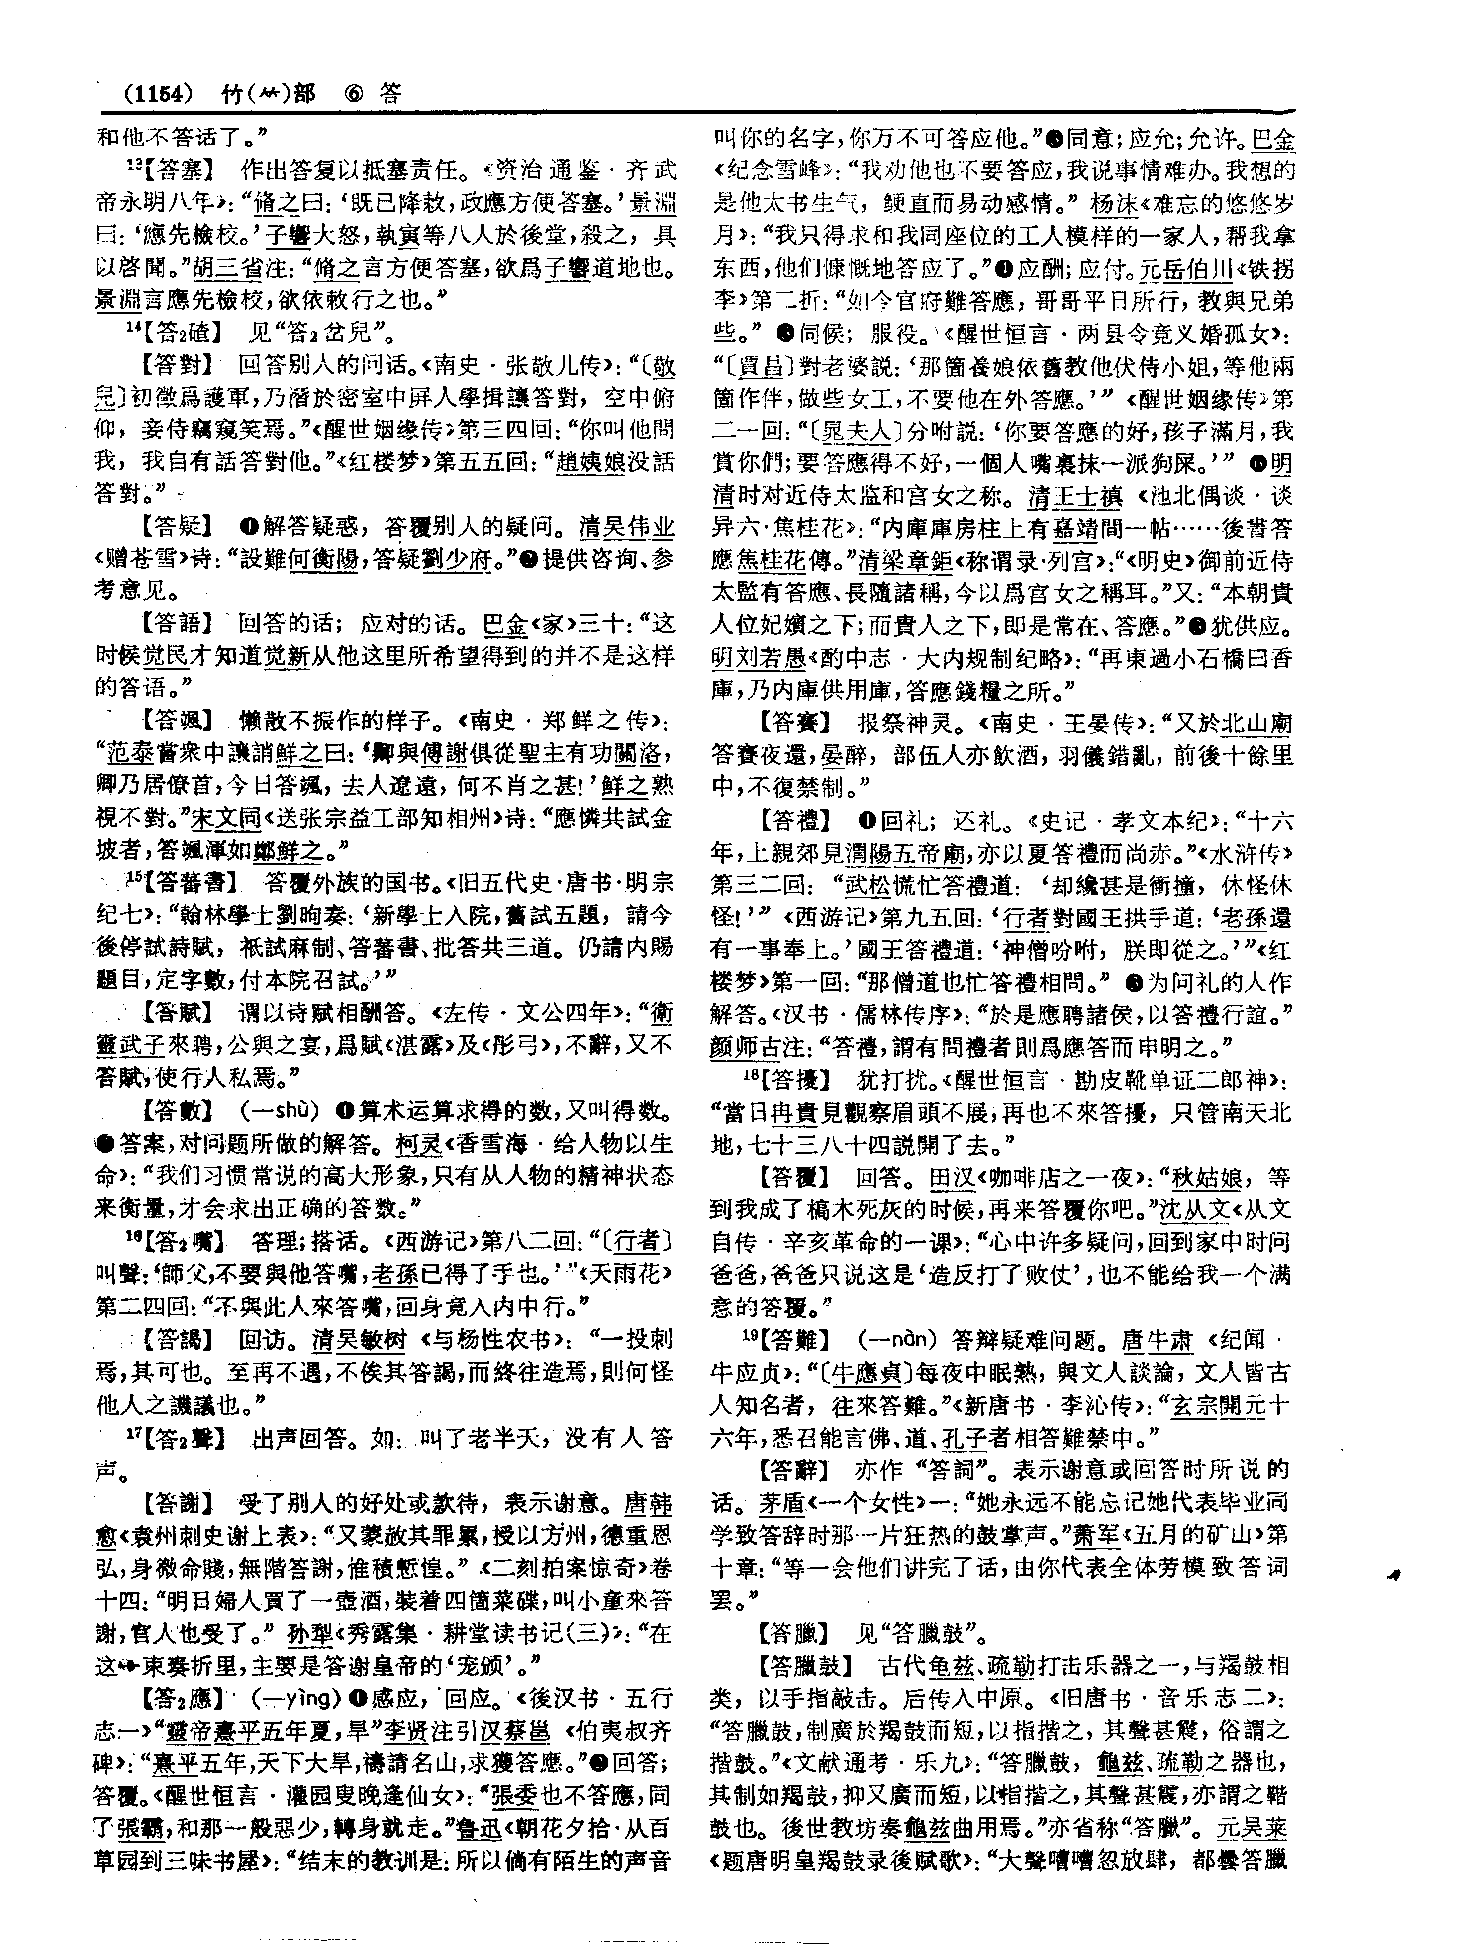 (1154) 竹(⺮)部 ⑥ 答
和他不答话了。”
13【答塞】 作出答复以抵塞责任。《资治通鉴·齐武
帝永明八年》：“脩之曰：‘既已降敕，政應方便答塞。’景淵
曰：‘應先檢校。’子響大怒，執寅等八人於後堂，殺之，具
以啓聞。”胡三省注：“脩之言方便答塞，欲爲子響道地也。
景淵言應先檢校，欲依敕行之也。”
14【答2碴】 见“答2岔兒”。
【答對】 回答别人的问话。《南史·张敬儿传》：“〔敬
兒〕初徵爲護軍，乃潛於密室中屏人學揖讓答對，空中俯
仰，妾侍竊窺笑焉。”《醒世姻缘传》第三四回：“你叫他問
我，我自有話答對他。”《红楼梦》第五五回：“趙姨娘没話
答對。”
【答疑】 ❶解答疑惑，答覆别人的疑问。清吴伟业
《赠苍雪》诗：“設難何衡陽，答疑劉少府。”❷提供咨询、参
考意见。
【答語】 回答的话；应对的话。巴金《家》三十：“这
时候觉民才知道觉新从他这里所希望得到的并不是这样
的答语。”
【答颯】 懒散不振作的样子。《南史·郑鲜之传》：
“范泰嘗衆中讓誚鮮之曰：‘卿與傅謝俱從聖主有功關洛，
卿乃居僚首，今日答颯，去人遼遠，何不肖之甚！’鮮之熟
視不對。”宋文同《送张宗益工部知相州》诗：“應憐共試金
坡者，答颯渾如鄭鮮之。”
15【答蕃書】 答覆外族的国书。《旧五代史·唐书·明宗
纪七》：“翰林學士劉昫奏：‘新學士入院，舊試五題，請今
後停試詩賦，祇試麻制、答蕃書、批答共三道。仍請内賜
題目，定字數，付本院召試。’”
【答賦】 谓以诗赋相酬答。《左传·文公四年》：“衛
甯武子來聘，公與之宴，爲賦《湛露》及《彤弓》，不辭，又不
答賦，使行人私焉。”
【答數】 （—shù） ❶算术运算求得的数，又叫得数。
❷答案，对问题所做的解答。柯灵《香雪海·给人物以生
命》：“我们习惯常说的高大形象，只有从人物的精神状态
来衡量，才会求出正确的答数。”
16【答2嘴】 答理；搭话。《西游记》第八二回：“〔行者〕
叫聲：‘師父，不要與他答嘴，老孫已得了手也。’”《天雨花》
第二四回：“不與此人來答嘴，回身竟入内中行。”
【答謁】 回访。清吴敏树《与杨性农书》：“一投刺
焉，其可也。至再不遇，不俟其答謁，而終往造焉，則何怪
他人之譏議也。”
17【答2聲】 出声回答。如：叫了老半天，没有人答
声。
【答謝】 受了别人的好处或款待，表示谢意。唐韩
愈《袁州刺史谢上表》：“又蒙赦其罪累，授以方州，德重恩
弘，身微命賤，無階答謝，惟積慙惶。”《二刻拍案惊奇》卷
十四：“明日婦人買了一壺酒，裝着四箇菜碟，叫小童來答
謝，官人也受了。”孙犁《秀露集·耕堂读书记（三）》：“在
这一束奏折里，主要是答谢皇帝的‘宠颁’。”
【答2應】 （—yìng）❶感应，回应。《後汉书·五行
志一》“靈帝熹平五年夏，旱”李贤注引汉蔡邕《伯夷叔齐
碑》：“熹平五年，天下大旱，禱請名山，求獲答應。”❷回答；
答覆。《醒世恒言·灌园叟晚逢仙女》：“張委也不答應，同
了張霸，和那一般惡少，轉身就走。”鲁迅《朝花夕拾·从百
草园到三味书屋》：“结末的教训是：所以倘有陌生的声音
叫你的名字，你万不可答应他。”❸同意；应允；允许。巴金
《纪念雪峰》：“我劝他也不要答应，我说事情难办。我想的
是他太书生气，鲠直而易动感情。”杨沫《难忘的悠悠岁
月》：“我只得求和我同座位的工人模样的一家人，帮我拿
东西，他们慷慨地答应了。”❹应酬；应付。元岳伯川《铁拐
李》第二折：“如今官府難答應，哥哥平日所行，教與兄弟
些。”❺伺候；服役。《醒世恒言·两县令竞义婚孤女》：
“〔賈昌〕對老婆説：‘那箇養娘依舊教他伏侍小姐，等他兩
箇作伴，做些女工，不要他在外答應。’”《醒世姻缘传》第
二一回：“〔晁夫人〕分咐説：‘你要答應的好，孩子滿月，我
賞你們；要答應得不好，一個人嘴裏抹一派狗屎。’”❻明
清时对近侍太监和宫女之称。清王士禛《池北偶谈·谈
异六·焦桂花》：“内庫庫房柱上有嘉靖間一帖……後書答
應焦桂花傳。”清梁章鉅《称谓录·列宫》：“《明史》御前近侍
太監有答應、長隨諸稱，今以爲宫女之稱耳。”又：“本朝貴
人位妃嬪之下；而貴人之下，即是常在、答應。”❼犹供应。
明刘若愚《酌中志·大内规制纪略》：“再東過小石橋曰香
庫，乃内庫供用庫，答應錢糧之所。”
【答賽】 报祭神灵。《南史·王晏传》：“又於北山廟
答賽夜還，晏醉，部伍人亦飲酒，羽儀錯亂，前後十餘里
中，不復禁制。”
【答禮】 ❶回礼；还礼。《史记·孝文本纪》：“十六
年，上親郊見渭陽五帝廟，亦以夏答禮而尚赤。”《水浒传》
第三二回：“武松慌忙答禮道：‘却纔甚是衝撞，休怪休
怪！’”《西游记》第九五回：‘行者對國王拱手道：‘老孫還
有一事奉上。’國王答禮道：‘神僧吩咐，朕即從之。’”《红
楼梦》第一回：“那僧道也忙答禮相問。”❷为问礼的人作
解答。《汉书·儒林传序》：“於是應聘諸侯，以答禮行誼。”
颜师古注：“答禮，謂有問禮者則爲應答而申明之。”
18【答擾】 犹打扰。《醒世恒言·勘皮靴单证二郎神》：
“當日冉貴見觀察眉頭不展，再也不來答擾，只管南天北
地，七十三八十四説開了去。”
【答覆】 回答。田汉《咖啡店之一夜》：“秋姑娘，等
到我成了槁木死灰的时候，再来答覆你吧。”沈从文《从文
自传·辛亥革命的一课》：“心中许多疑问，回到家中时问
爸爸，爸爸只说这是‘造反打了败仗’，也不能给我一个满
意的答覆。”
19【答難】 （—nàn）答辩疑难问题。唐牛肃《纪闻·
牛应贞》：“〔牛應貞〕每夜中眠熟，與文人談論，文人皆古
人知名者，往來答難。”《新唐书·李泌传》：“玄宗開元十
六年，悉召能言佛、道、孔子者相答難禁中。”
【答辭】 亦作“答詞”。表示谢意或回答时所说的
话。茅盾《一个女性》一：“她永远不能忘记她代表毕业同
学致答辞时那一片狂热的鼓掌声。”萧军《五月的矿山》第
十章：“等一会他们讲完了话，由你代表全体劳模致答词
罢。”
【答臘】 见“答臘鼓”。
【答臘鼓】 古代龟兹、疏勒打击乐器之一，与羯鼓相
类，以手指敲击。后传入中原。《旧唐书·音乐志二》：
“答臘鼓，制廣於羯鼓而短，以指揩之，其聲甚震，俗謂之
揩鼓。”《文献通考·乐九》：“答臘鼓，龜兹、疏勒之器也，
其制如羯鼓，抑又廣而短，以指揩之，其聲甚震，亦謂之鞜
鼓也。後世教坊奏龜兹曲用焉。”亦省称“答臘”。元吴莱
《题唐明皇羯鼓录後赋歌》：“大聲嘈嘈忽放肆，都曇答臘